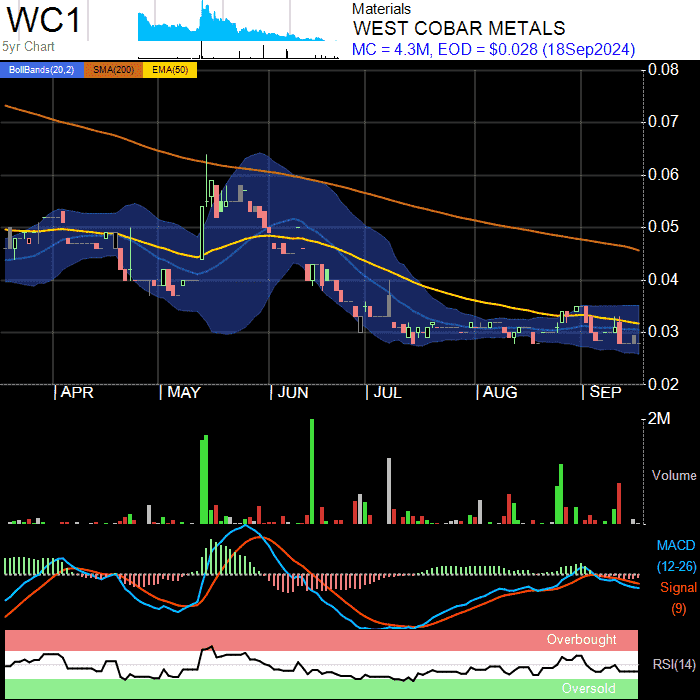 WC1
5yr Chart
Materials
WEST COBAR METALS
MC = 4.3M, EOD = $0.028 (18Sep2024)
BollBands(20,2) SMA(200) EMA(50)
0.08
0.07
0.06
0.05
0.04
0.03
0.02
APR MAY JUN JUL AUG SEP
2M
Volume
MACD
(12-26)
Signal
(9)
Overbought
RSI(14)
Oversold